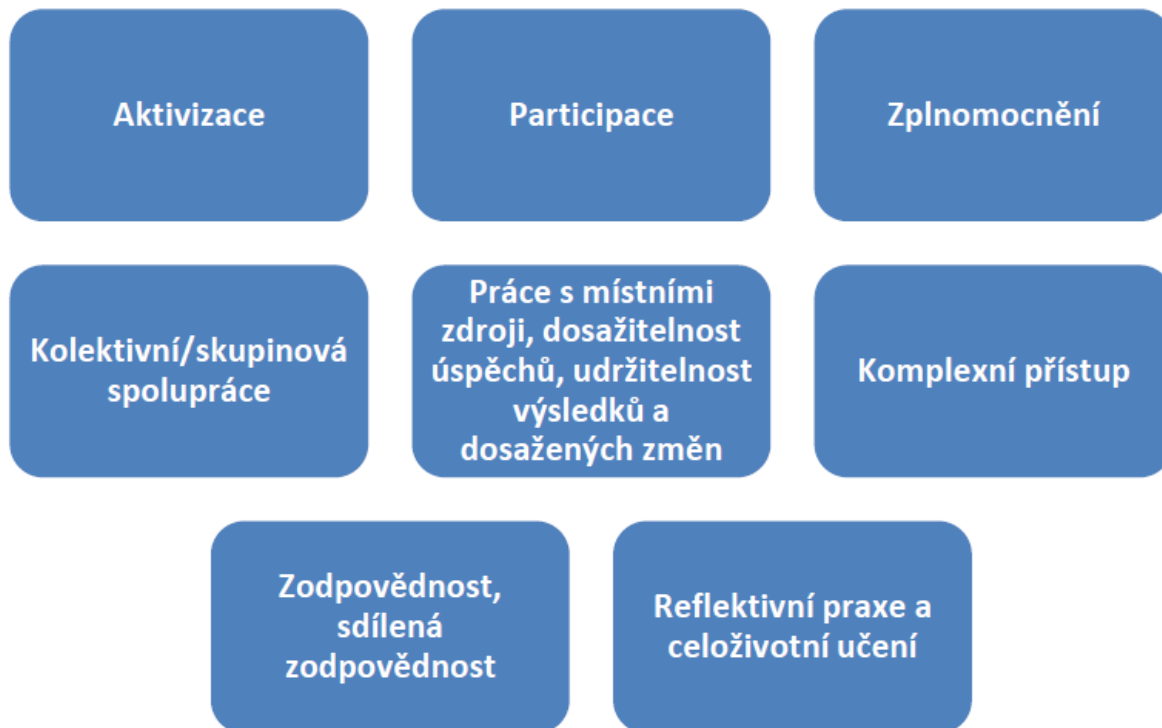 Aktivizace
Participace
Zplnomocnění
Kolektivní/skupinová
spolupráce
Práce s místními
zdroji, dosažitelnost
úspěchů, udržitelnost
výsledků a
dosažených změn
Komplexní přístup
Zodpovědnost,
sdílená
zodpovědnost
Reflektivní praxe a
celoživotní učení